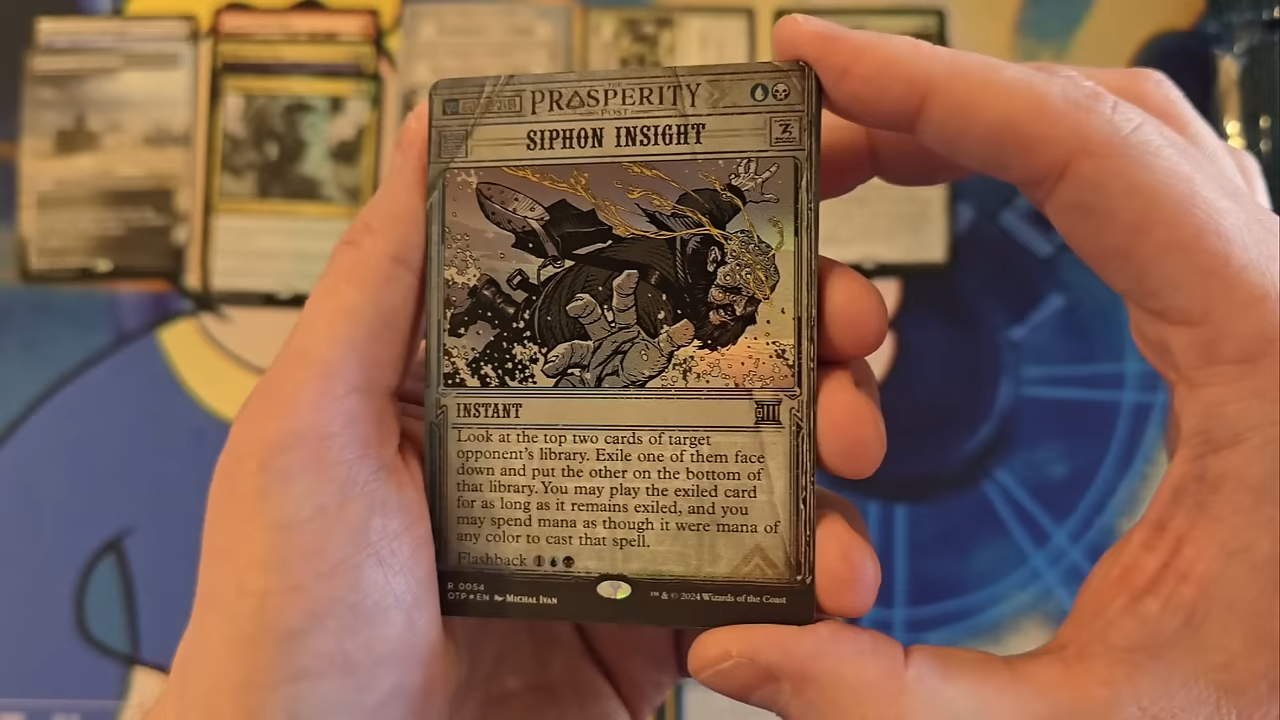 THE
PROSPERITY
POST
SIPHON INSIGHT
INSTANT
Look at the top two cards of target
opponent's library. Exile one of them face
down and put the other on the bottom of
that library. You may play the exiled card
for as long as it remains exiled, and you
may spend mana as though it were mana of
any color to cast that spell.
Flashback 1
R 0054
OTP★EN Michal Ivan
™ & © 2024 Wizards of the Coast